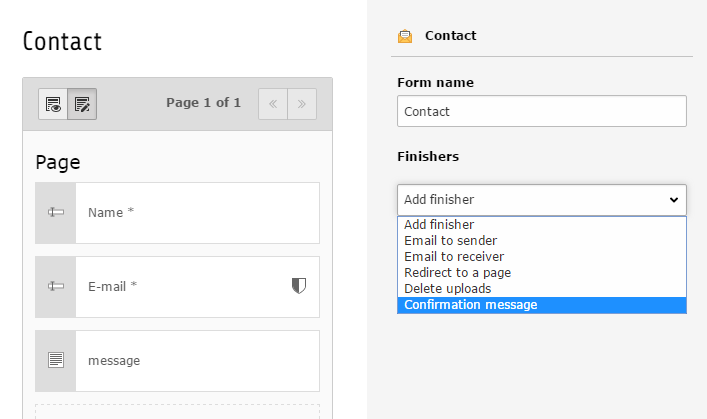 Contact
Page 1 of 1
Page
Name *
E-mail *
message
Contact
Form name
Contact
Finishers
Add finisher
Add finisher
Email to sender
Email to receiver
Redirect to a page
Delete uploads
Confirmation message